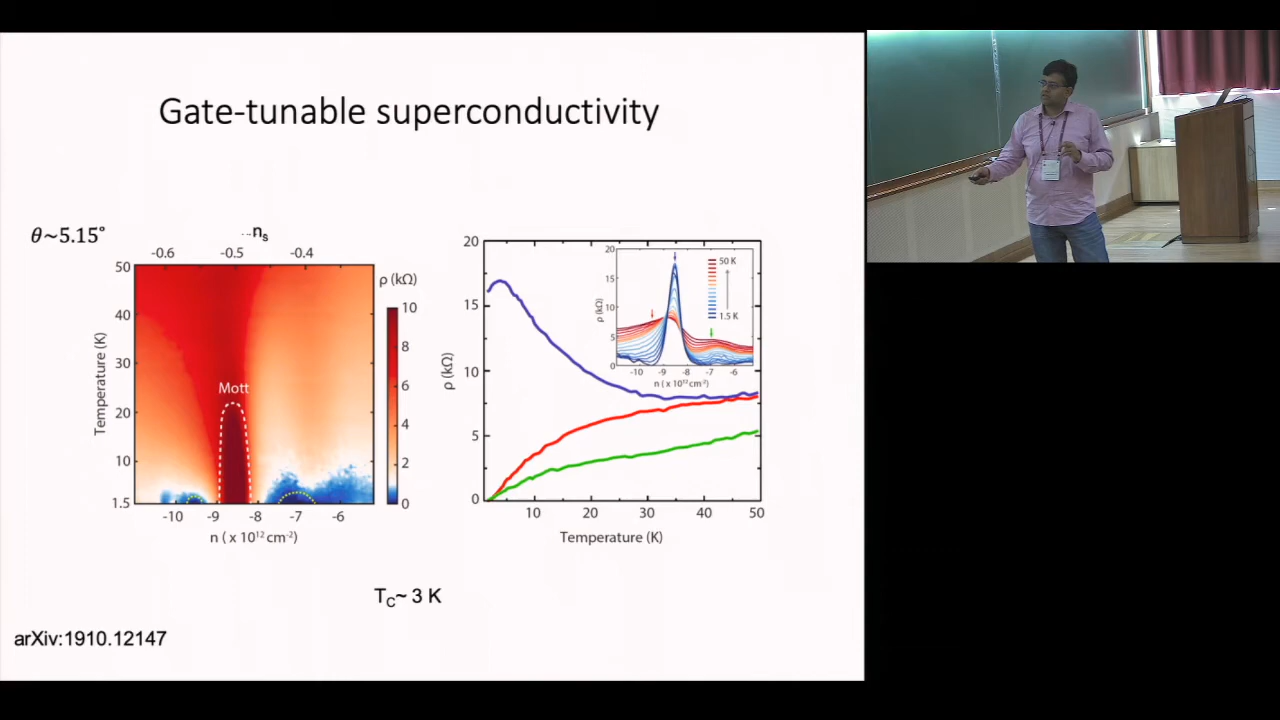 Gate-tunable superconductivity
θ~5.15°
n_s
-0.6 -0.5 -0.4
50
40
30
20
10
1.5
Temperature (K)
Mott
-10 -9 -8 -7 -6
n ( x 10¹² cm⁻²)
ρ (kΩ)
10
8
6
4
2
0
20
15
10
5
0
ρ (kΩ)
10 20 30 40 50
Temperature (K)
20
15
10
5
0
ρ (kΩ)
50 K
1.5 K
-10 -9 -8 -7 -6
n ( x 10¹² cm⁻²)
T_C~ 3 K
arXiv:1910.12147